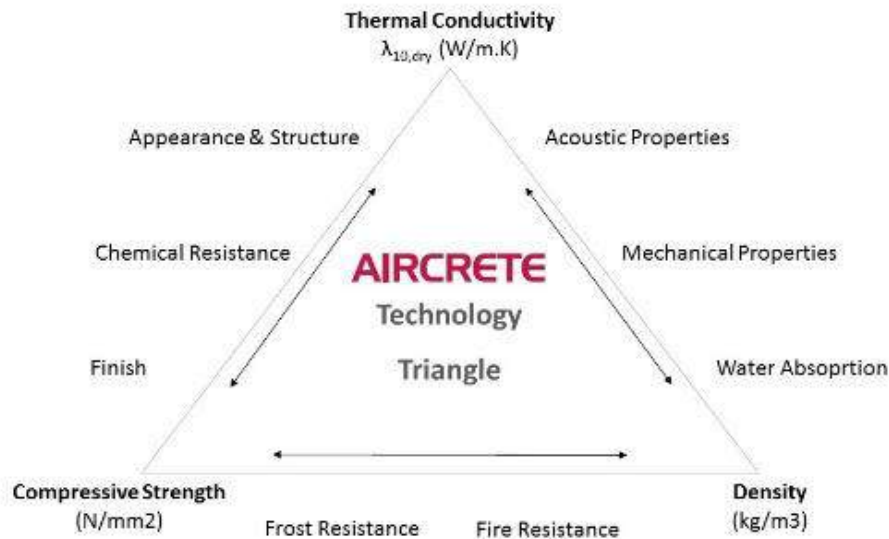 Thermal Conductivity
λ10,dry (W/m.K)
Appearance & Structure
Acoustic Properties
Chemical Resistance
Mechanical Properties
AIRCRETE
Technology
Triangle
Finish
Water Absoprtion
Compressive Strength
(N/mm2)
Density
(kg/m3)
Frost Resistance
Fire Resistance